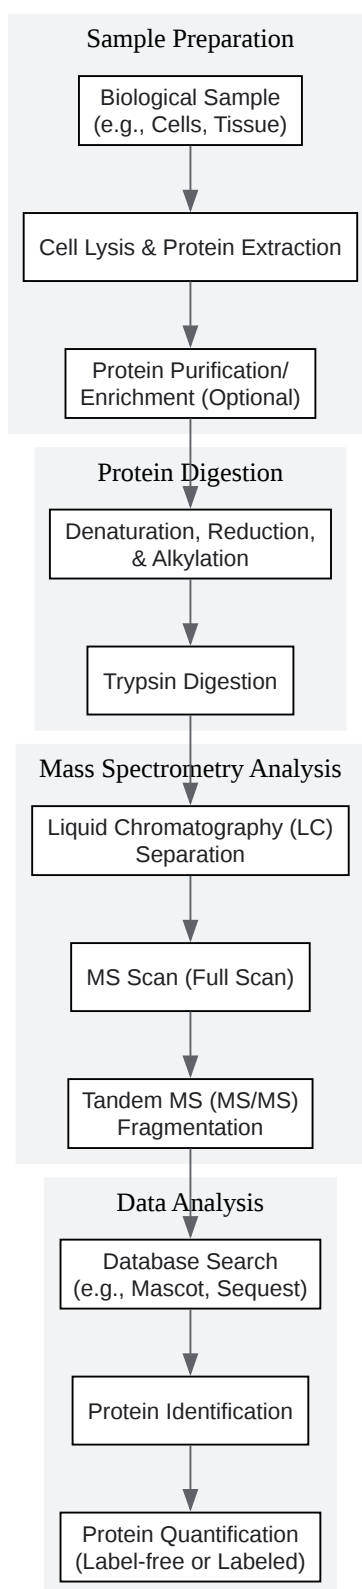 Sample Preparation
Biological Sample
(e.g., Cells, Tissue)
Cell Lysis & Protein Extraction
Protein Purification/
Enrichment (Optional)
Protein Digestion
Denaturation, Reduction,
& Alkylation
Trypsin Digestion
Mass Spectrometry Analysis
Liquid Chromatography (LC)
Separation
MS Scan (Full Scan)
Tandem MS (MS/MS)
Fragmentation
Data Analysis
Database Search
(e.g., Mascot, Sequest)
Protein Identification
Protein Quantification
(Label-free or Labeled)